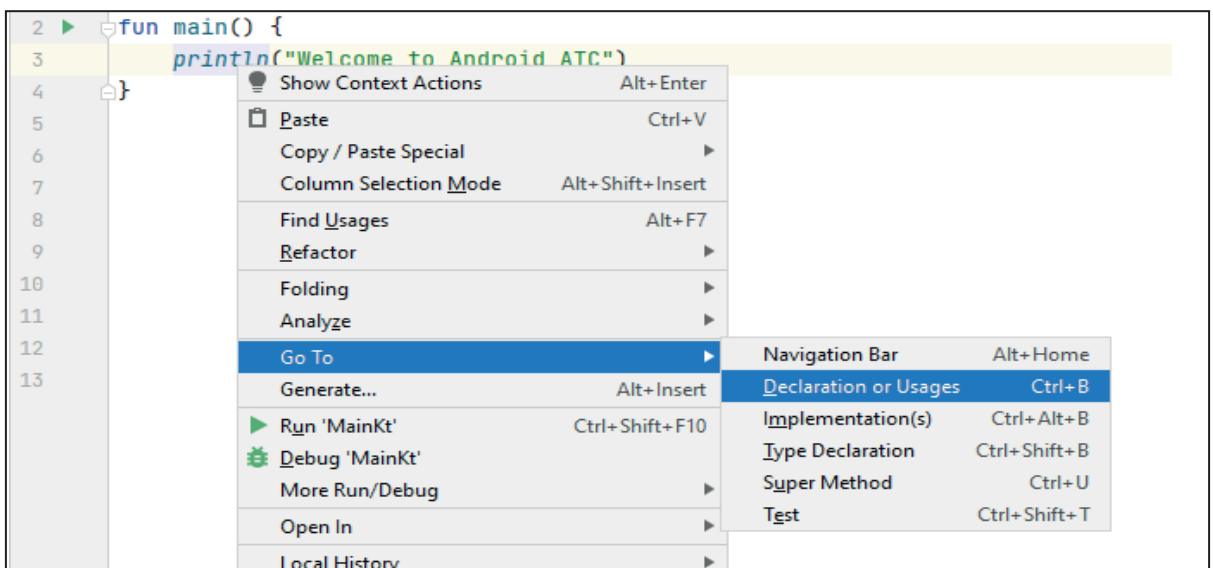 2 fun main() {
3 println("Welcome to Android ATC")
4 }
5
6
7
8
9
10
11
12
13
Show Context Actions Alt+Enter
Paste Ctrl+V
Copy / Paste Special
Column Selection Mode Alt+Shift+Insert
Find Usages Alt+F7
Refactor
Folding
Analyze
Go To
Generate... Alt+Insert
Run 'MainKt' Ctrl+Shift+F10
Debug 'MainKt'
More Run/Debug
Open In
Local History
Navigation Bar Alt+Home
Declaration or Usages Ctrl+B
Implementation(s) Ctrl+Alt+B
Type Declaration Ctrl+Shift+B
Super Method Ctrl+U
Test Ctrl+Shift+T